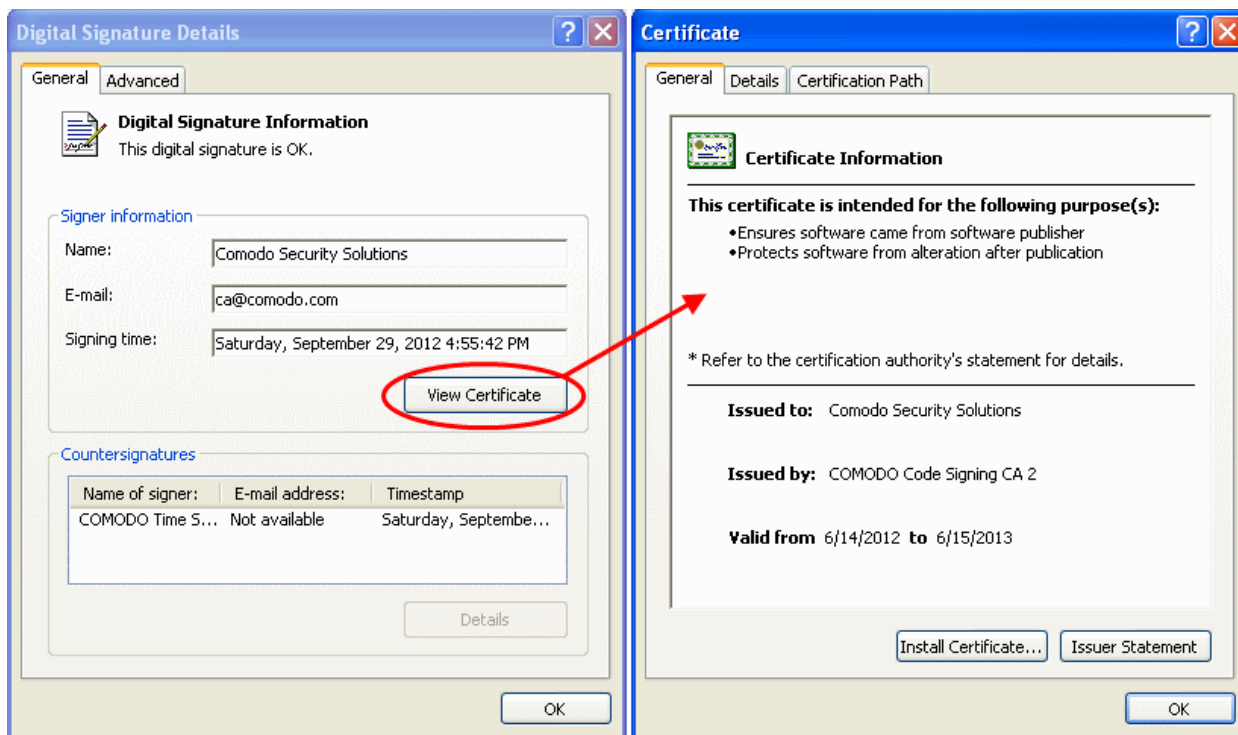 Digital Signature Details
General
Advanced
Digital Signature Information
This digital signature is OK.
Signer information
Name:
Comodo Security Solutions
E-mail:
ca@comodo.com
Signing time:
Saturday, September 29, 2012 4:55:42 PM
View Certificate
Countersignatures
Name of signer: E-mail address: Timestamp
COMODO Time S... Not available Saturday, Septembe...
Details
OK
Certificate
General
Details
Certification Path
Certificate Information
This certificate is intended for the following purpose(s):
•Ensures software came from software publisher
•Protects software from alteration after publication
* Refer to the certification authority's statement for details.
Issued to: Comodo Security Solutions
Issued by: COMODO Code Signing CA 2
Valid from 6/14/2012 to 6/15/2013
Install Certificate...
Issuer Statement
OK